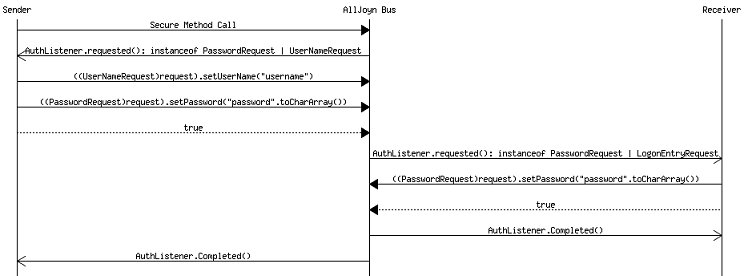 Sender
AllJoyn Bus
Receiver
Secure Method Call
AuthListener.requested(): instanceof PasswordRequest | UserNameRequest
((UserNameRequest)request).setUserName("username")
((PasswordRequest)request).setPassword("password".toCharArray())
true
AuthListener.requested(): instanceof PasswordRequest | LogonEntryRequest
((PasswordRequest)request).setPassword("password".toCharArray())
true
AuthListener.Completed()
AuthListener.Completed()